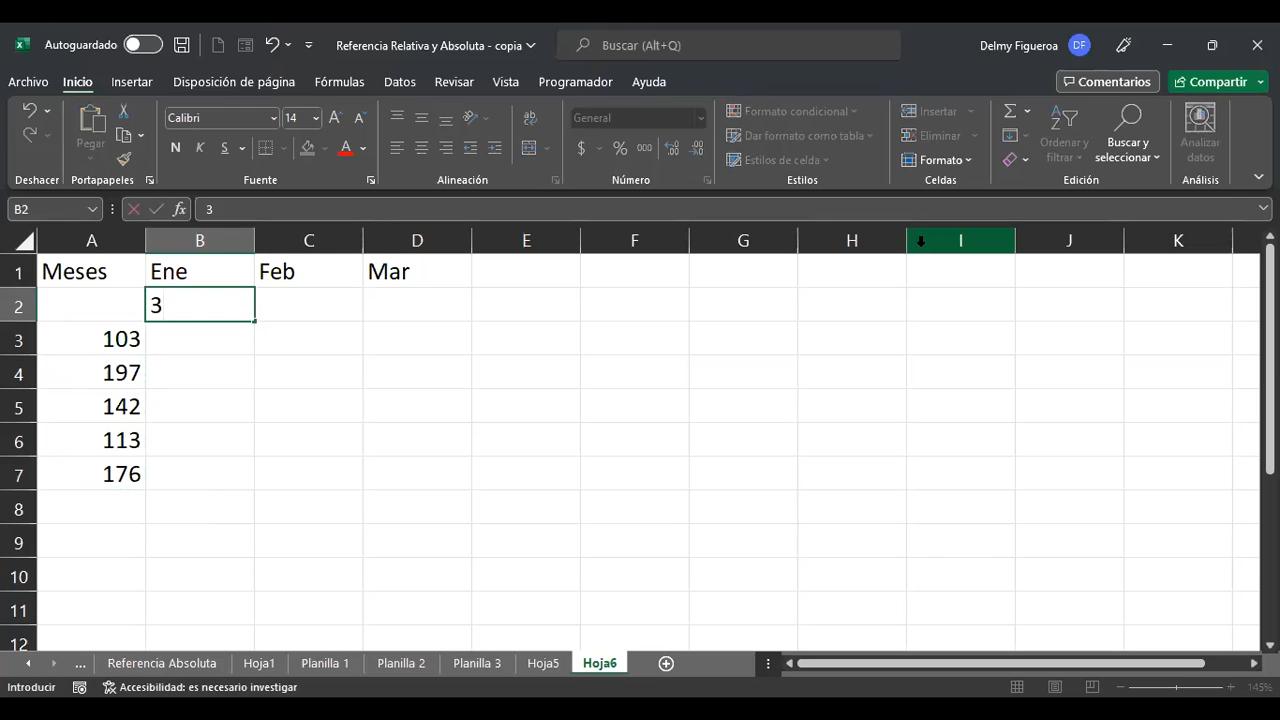 Autoguardado
Referencia Relativa y Absoluta - copia
Buscar (Alt+Q)
Delmy Figueroa
DF
Archivo Inicio Insertar Disposición de página Fórmulas Datos Revisar Vista Programador Ayuda
Comentarios
Compartir
Pegar
Calibri
14
N K S
General
$ % 000
Formato condicional
Dar formato como tabla
Estilos de celda
Insertar
Eliminar
Formato
Ordenar y
filtrar
Buscar y
seleccionar
Analizar
datos
Deshacer Portapapeles Fuente Alineación Número Estilos Celdas Edición Análisis
B2
fx
3
A B C D E F G H I J K
1 Meses Ene Feb Mar
2 3
3 103
4 197
5 142
6 113
7 176
8
9
10
11
12
... Referencia Absoluta Hoja1 Planilla 1 Planilla 2 Planilla 3 Hoja5 Hoja6
Introducir
Accesibilidad: es necesario investigar
145%